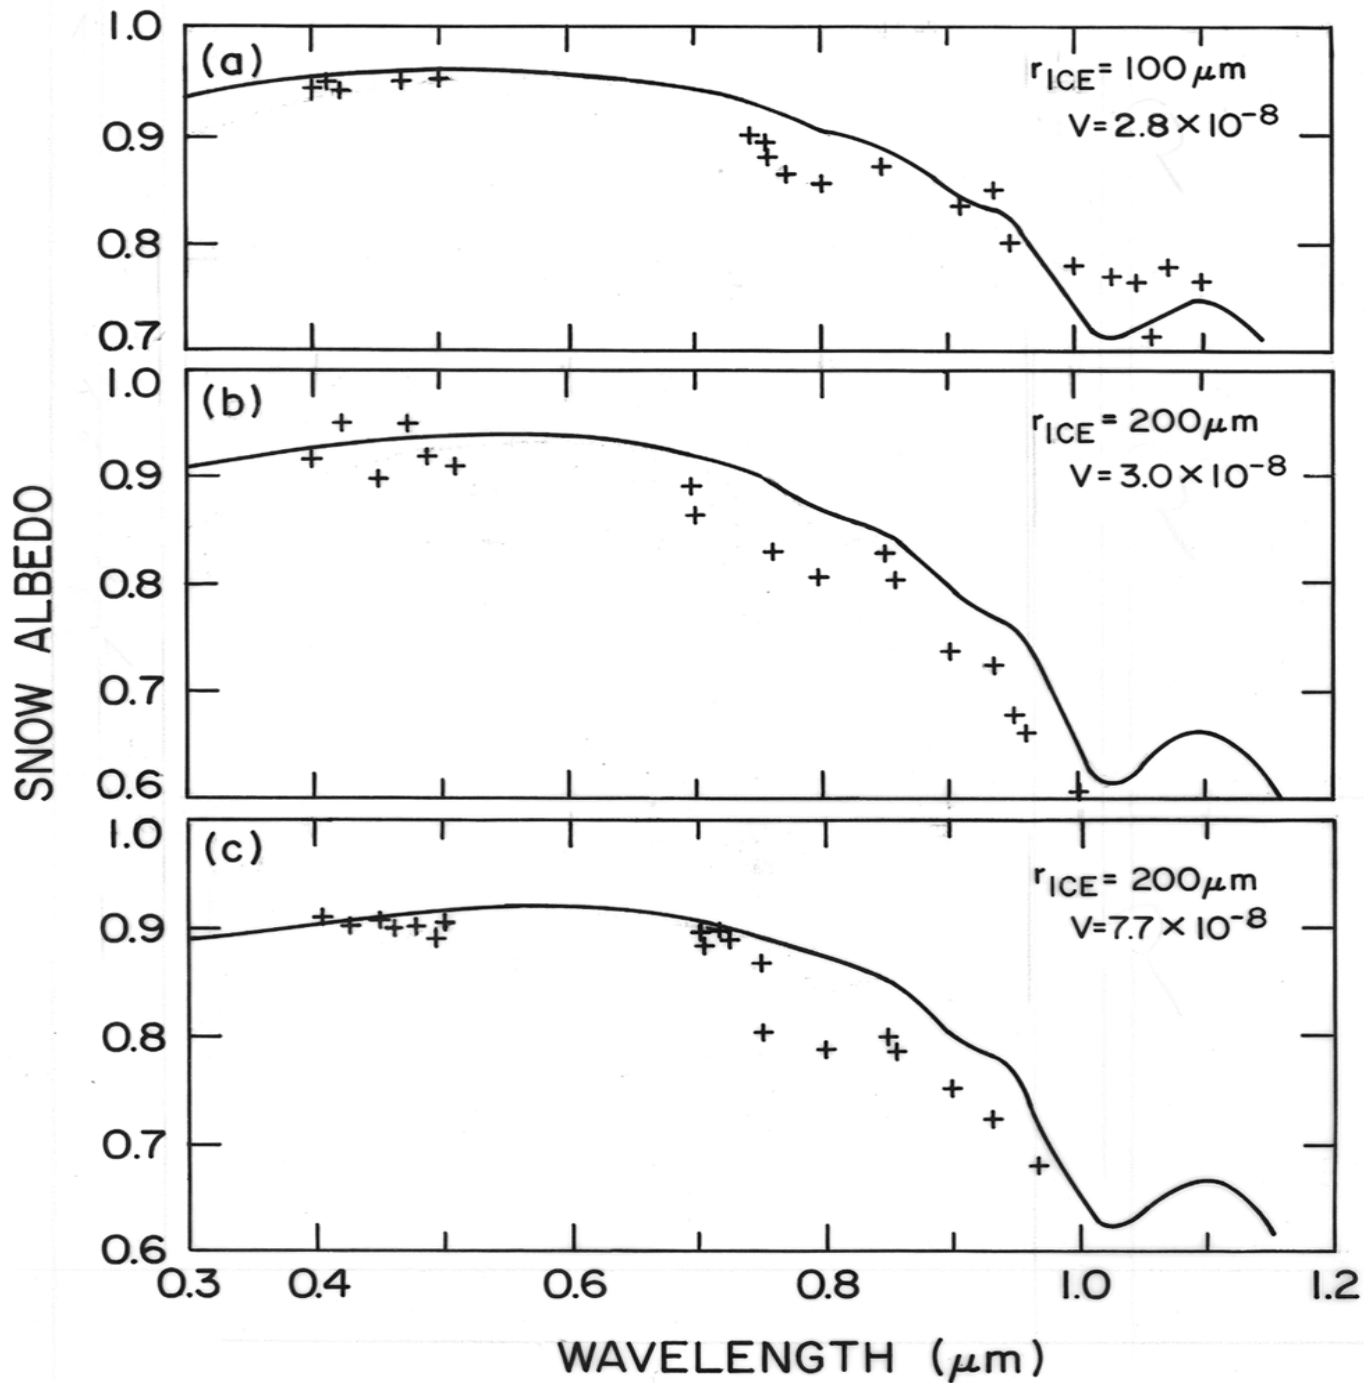 SNOW ALBEDO
(a)
r_ICE = 100 μm
V = 2.8 × 10⁻⁸
1.0
0.9
0.8
0.7
(b)
r_ICE = 200 μm
V = 3.0 × 10⁻⁸
1.0
0.9
0.8
0.7
0.6
(c)
r_ICE = 200 μm
V = 7.7 × 10⁻⁸
1.0
0.9
0.8
0.7
0.6
0.3 0.4 0.6 0.8 1.0 1.2
WAVELENGTH (μm)